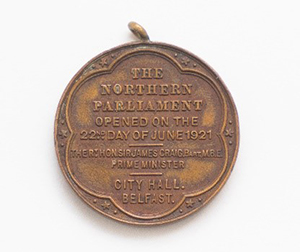 THE
NORTHERN
PARLIAMENT
OPENED ON THE
22ND DAY OF JUNE 1921
THE RT HON SIR JAMES CRAIG BART M.P.
PRIME MINISTER
CITY HALL.
BELFAST.